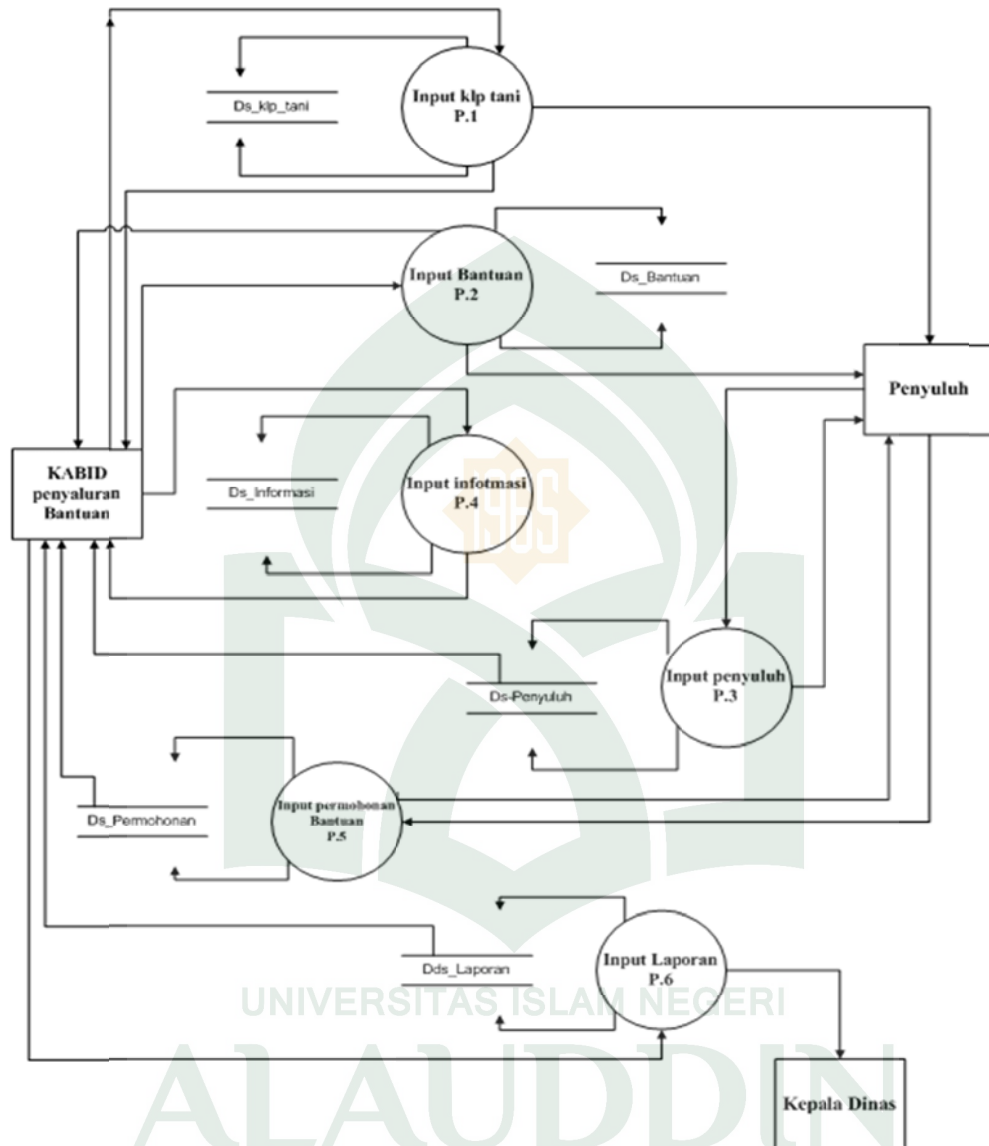 Input klp tani
P.1
Ds_klp_tani
Input Bantuan
P.2
Ds_Bantuan
Penyuluh
KABID
penyaluran
Bantuan
Ds_Informasi
Input infotmasi
P.4
1965
Input penyuluh
P.3
Ds-Penyuluh
Input permohonan
Bantuan
P.5
Ds_Permohonan
Input Laporan
P.6
Dds_Laporan
UNIVERSITAS ISLAM NEGERI
ALAUDDIN
Kepala Dinas